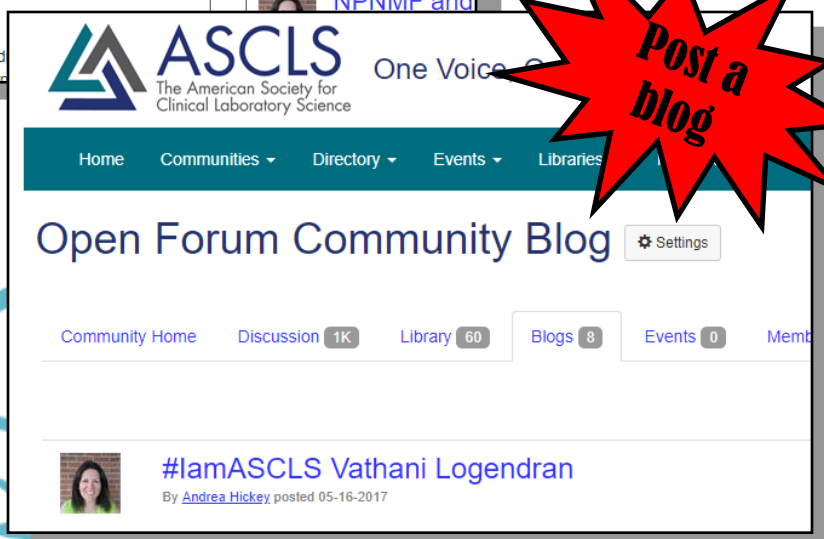 NPNMF and
ASCLS
The American Society for
Clinical Laboratory Science
One Voice,
Post a
blog
Home Communities Directory Events Libraries
Open Forum Community Blog Settings
Community Home Discussion 1K Library 60 Blogs 8 Events 0
#IamASCLS Vathani Logendran
By Andrea Hickey posted 05-16-2017